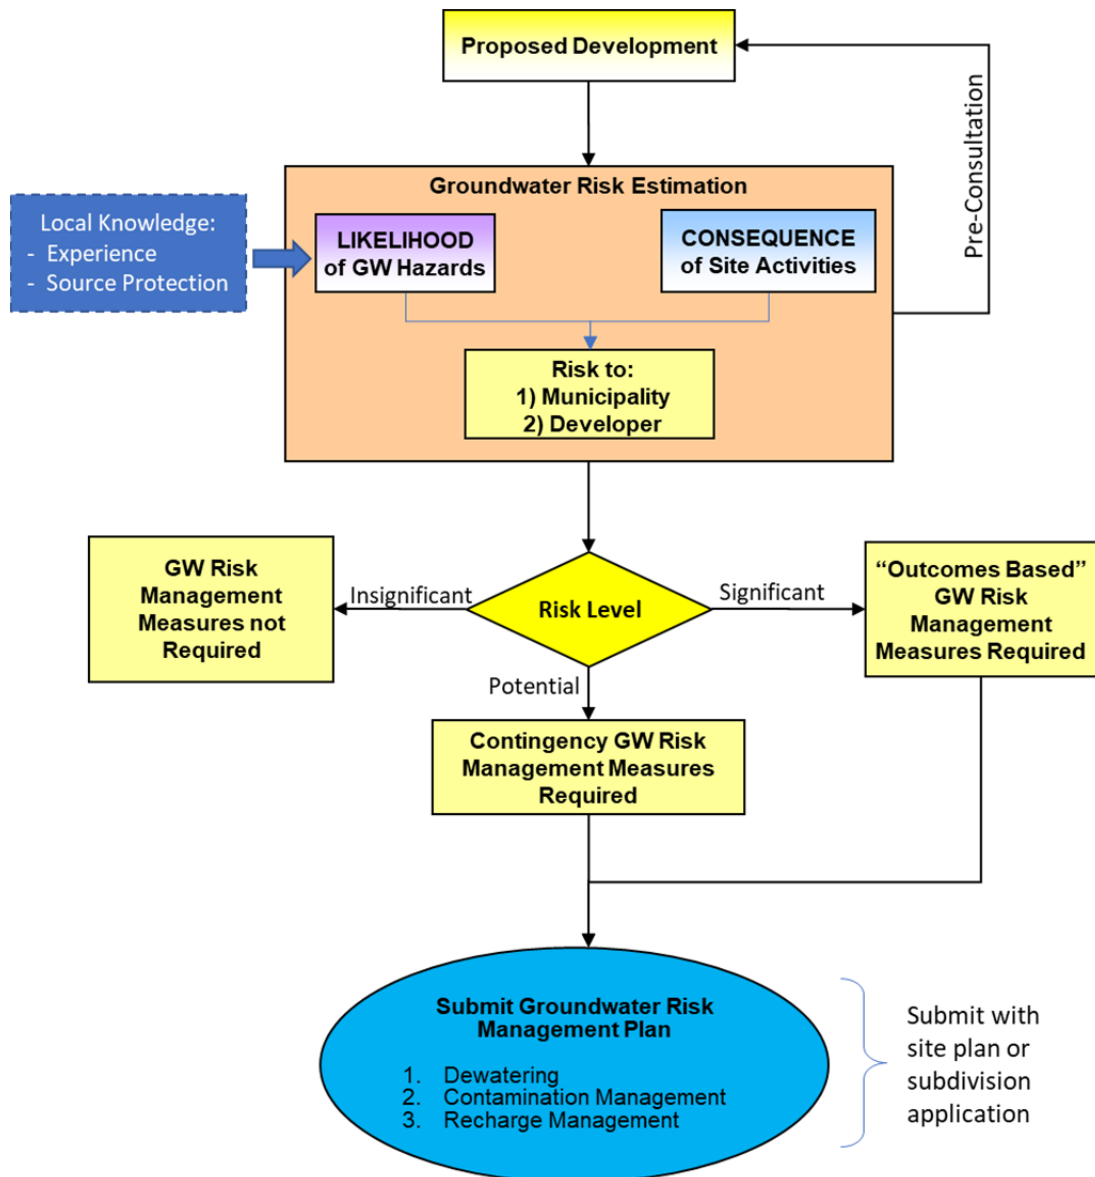 Proposed Development
Pre-Consultation
Groundwater Risk Estimation
Local Knowledge:
- Experience
- Source Protection
LIKELIHOOD
of GW Hazards
CONSEQUENCE
of Site Activities
Risk to:
1) Municipality
2) Developer
GW Risk
Management
Measures not
Required
Insignificant
Risk Level
Significant
“Outcomes Based”
GW Risk
Management
Measures Required
Potential
Contingency GW Risk
Management Measures
Required
Submit Groundwater Risk
Management Plan
1. Dewatering
2. Contamination Management
3. Recharge Management
Submit with
site plan or
subdivision
application